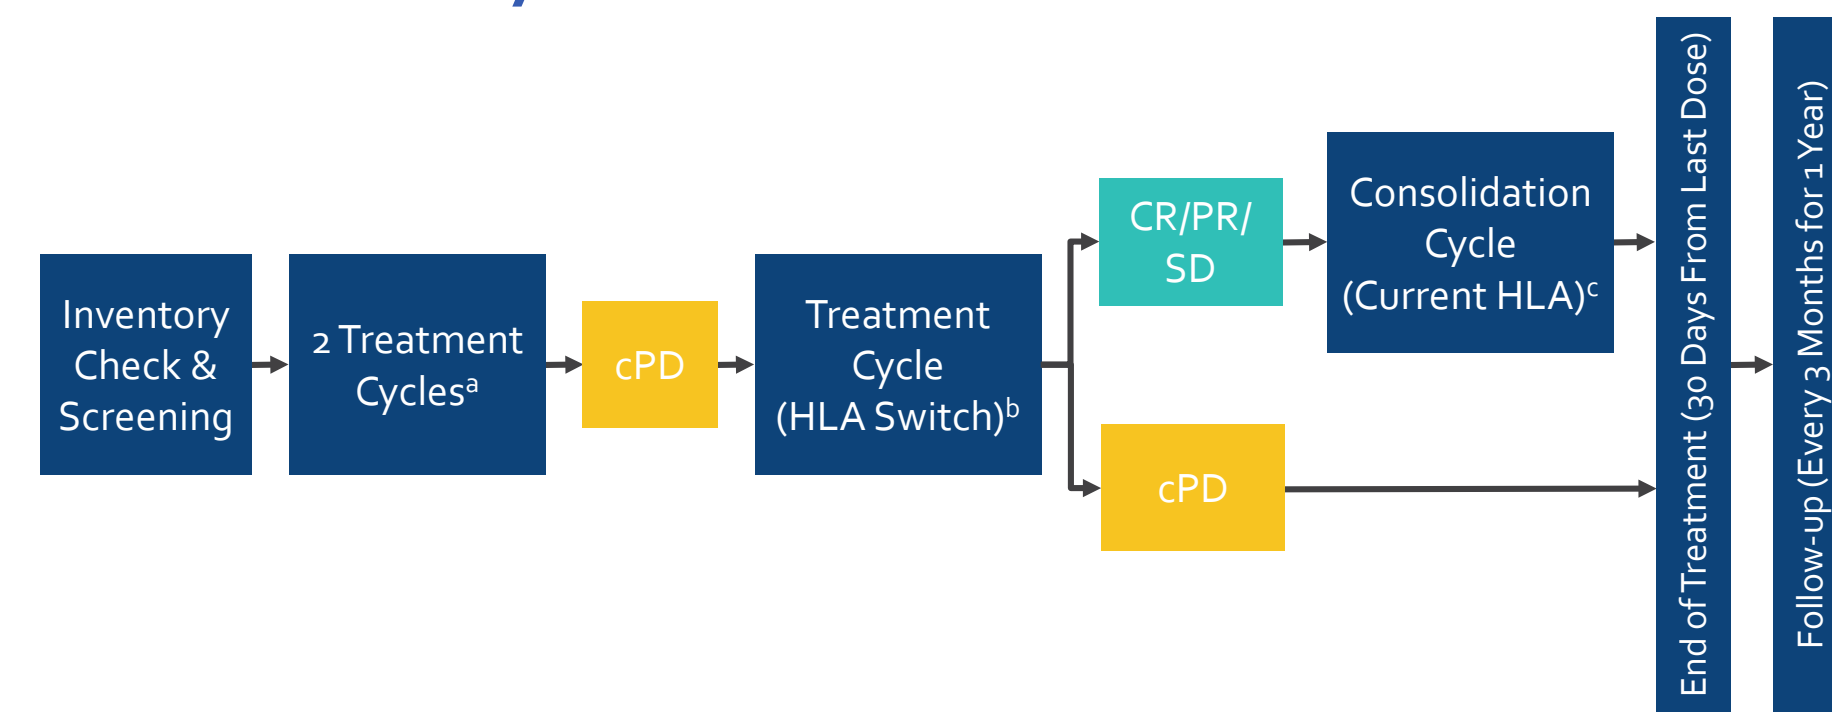 Inventory
Check &
Screening
2 Treatment
Cyclesa
cPD
Treatment
Cycle
(HLA Switch)b
CR/PR/
SD
Consolidation
Cycle
(Current HLA)c
cPD
End of Treatment (30 Days From Last Dose)
Follow-up (Every 3 Months for 1 Year)